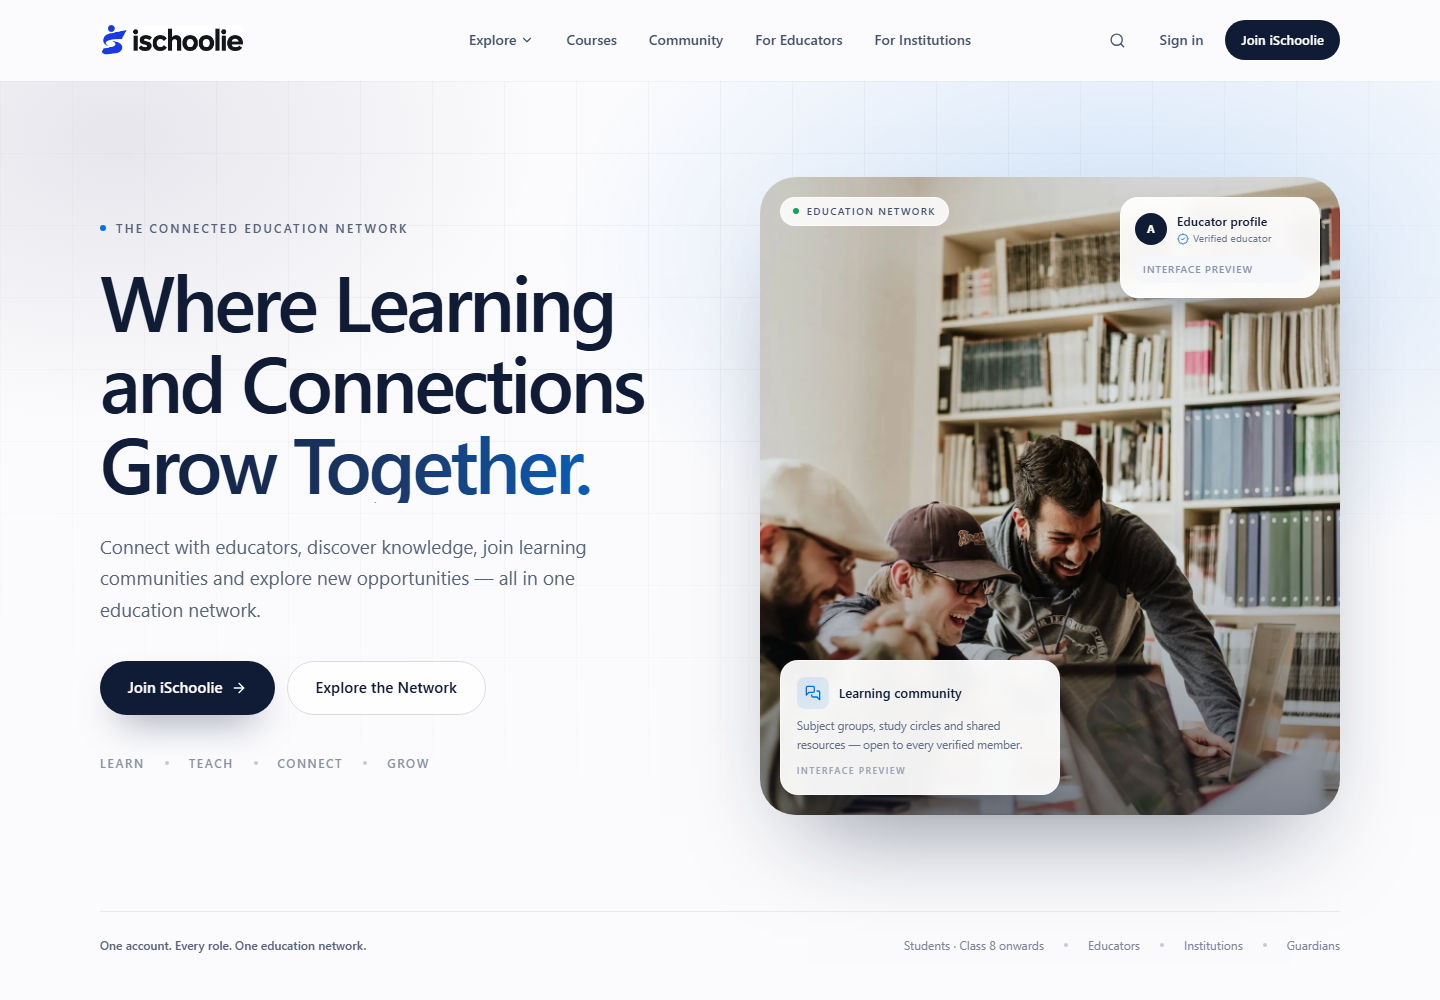 ischoolie
Explore
Courses
Community
For Educators
For Institutions
Sign in
Join iSchoolie
THE CONNECTED EDUCATION NETWORK
Where Learning
and Connections
Grow Together.
Connect with educators, discover knowledge, join learning
communities and explore new opportunities — all in one
education network.
Join iSchoolie
Explore the Network
LEARN • TEACH • CONNECT • GROW
EDUCATION NETWORK
A
Educator profile
Verified educator
INTERFACE PREVIEW
Learning community
Subject groups, study circles and shared
resources — open to every verified member.
INTERFACE PREVIEW
One account. Every role. One education network.
Students · Class 8 onwards • Educators • Institutions • Guardians